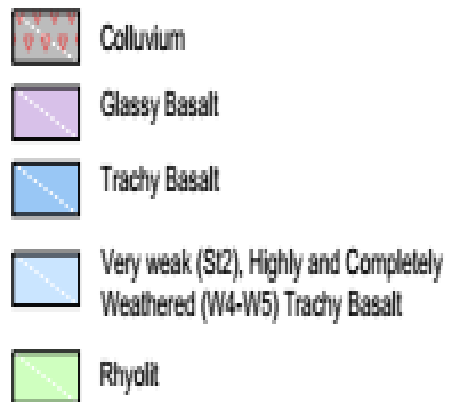 Colluvium
Glassy Basalt
Trachy Basalt
Very weak (St2), Highly and Completely
Weathered (W4-W5) Trachy Basalt
Rhyolit